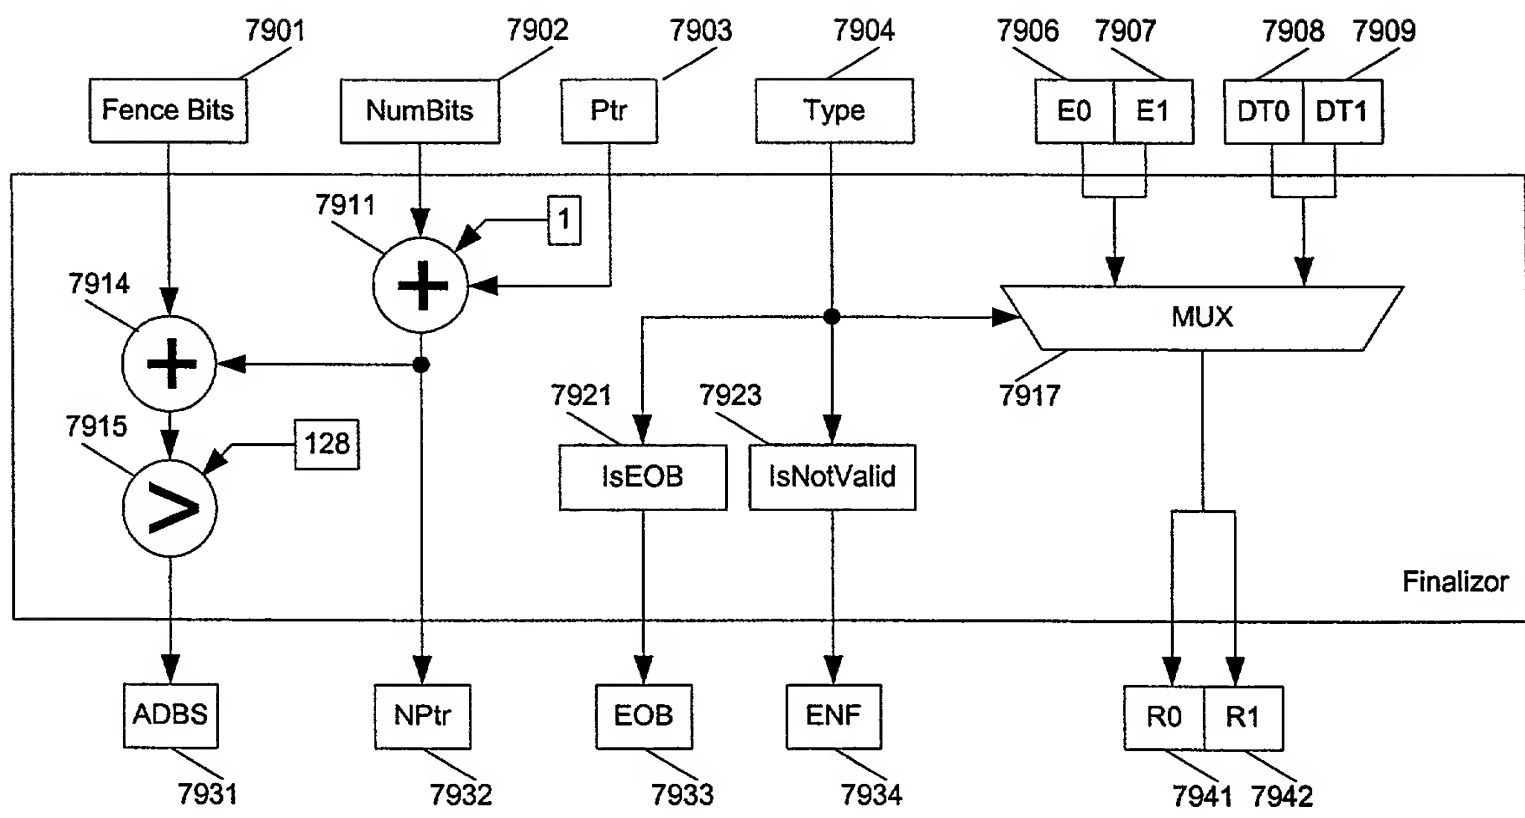 7901 7902 7903 7904 7906 7907 7908 7909
Fence Bits NumBits Ptr Type E0 E1 DT0 DT1
7911 1
+
7914
+
MUX
7917
7921 7923
7915
128
>
IsEOB IsNotValid
Finalizor
ADBS NPtr EOB ENF R0 R1
7931 7932 7933 7934 7941 7942